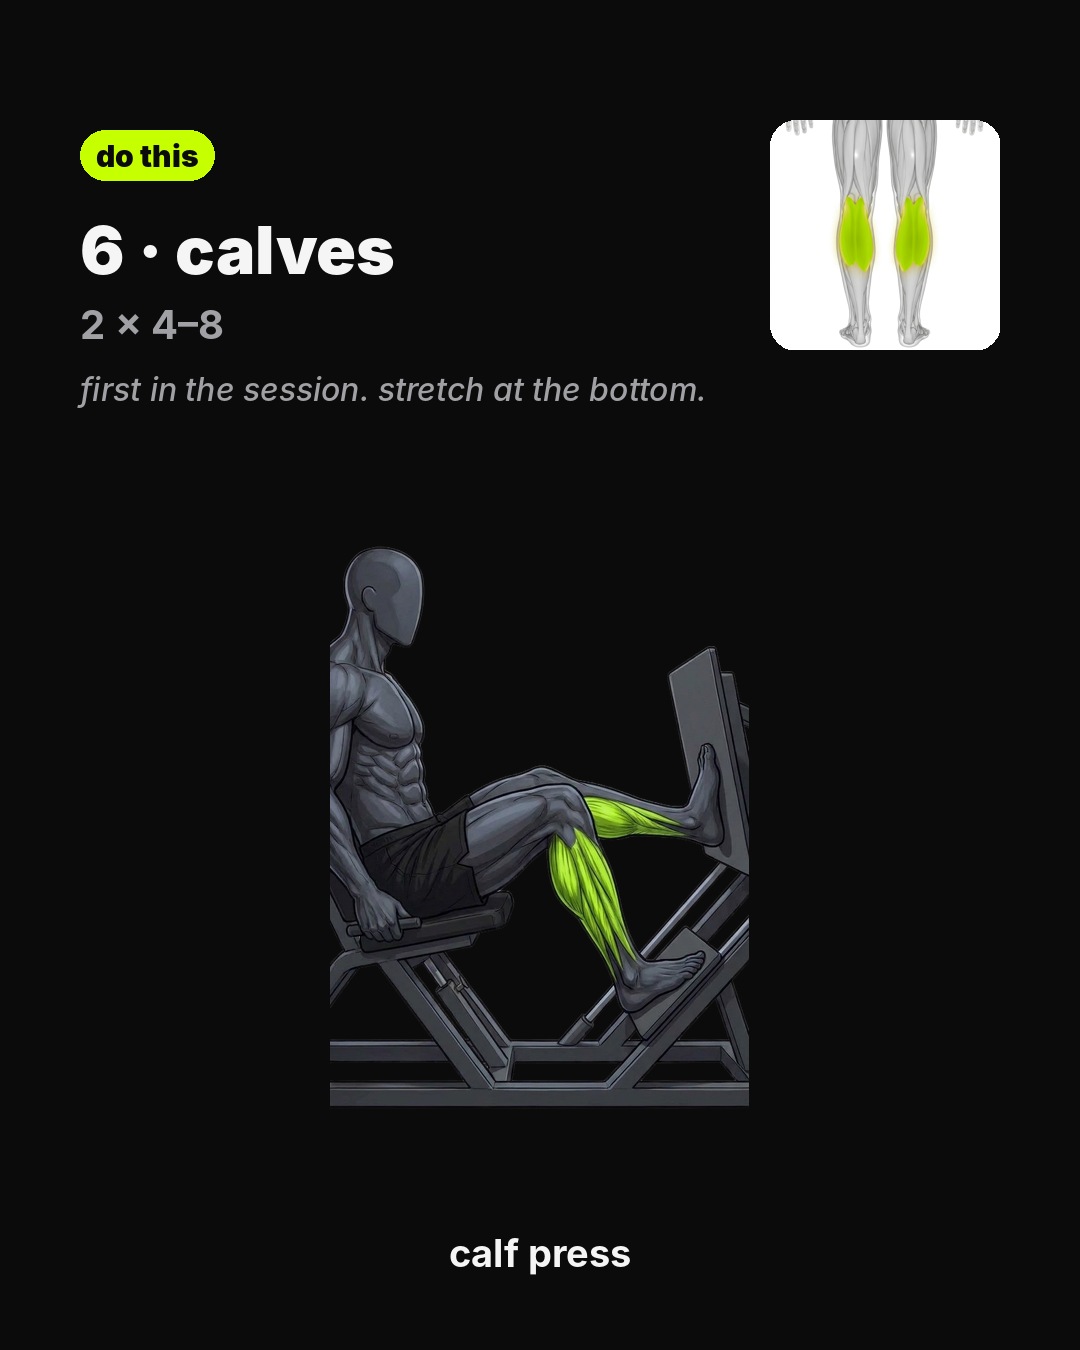 do this
6 · calves
2 × 4–8
first in the session. stretch at the bottom.
calf press